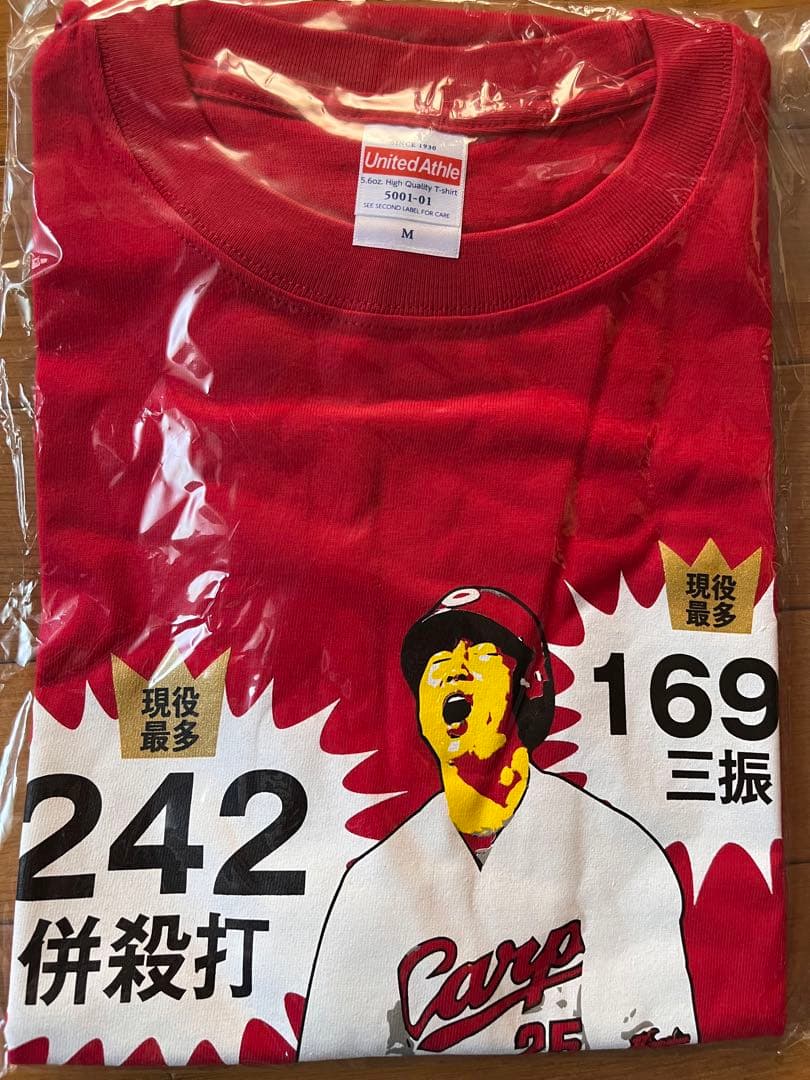 SINCE 1930
United Athle
5.6oz. High Quality T-shirt
5001-01
SEE SECOND LABEL FOR CARE
M
現役
最多
169
三振
現役
最多
242
併殺打
Carp
25